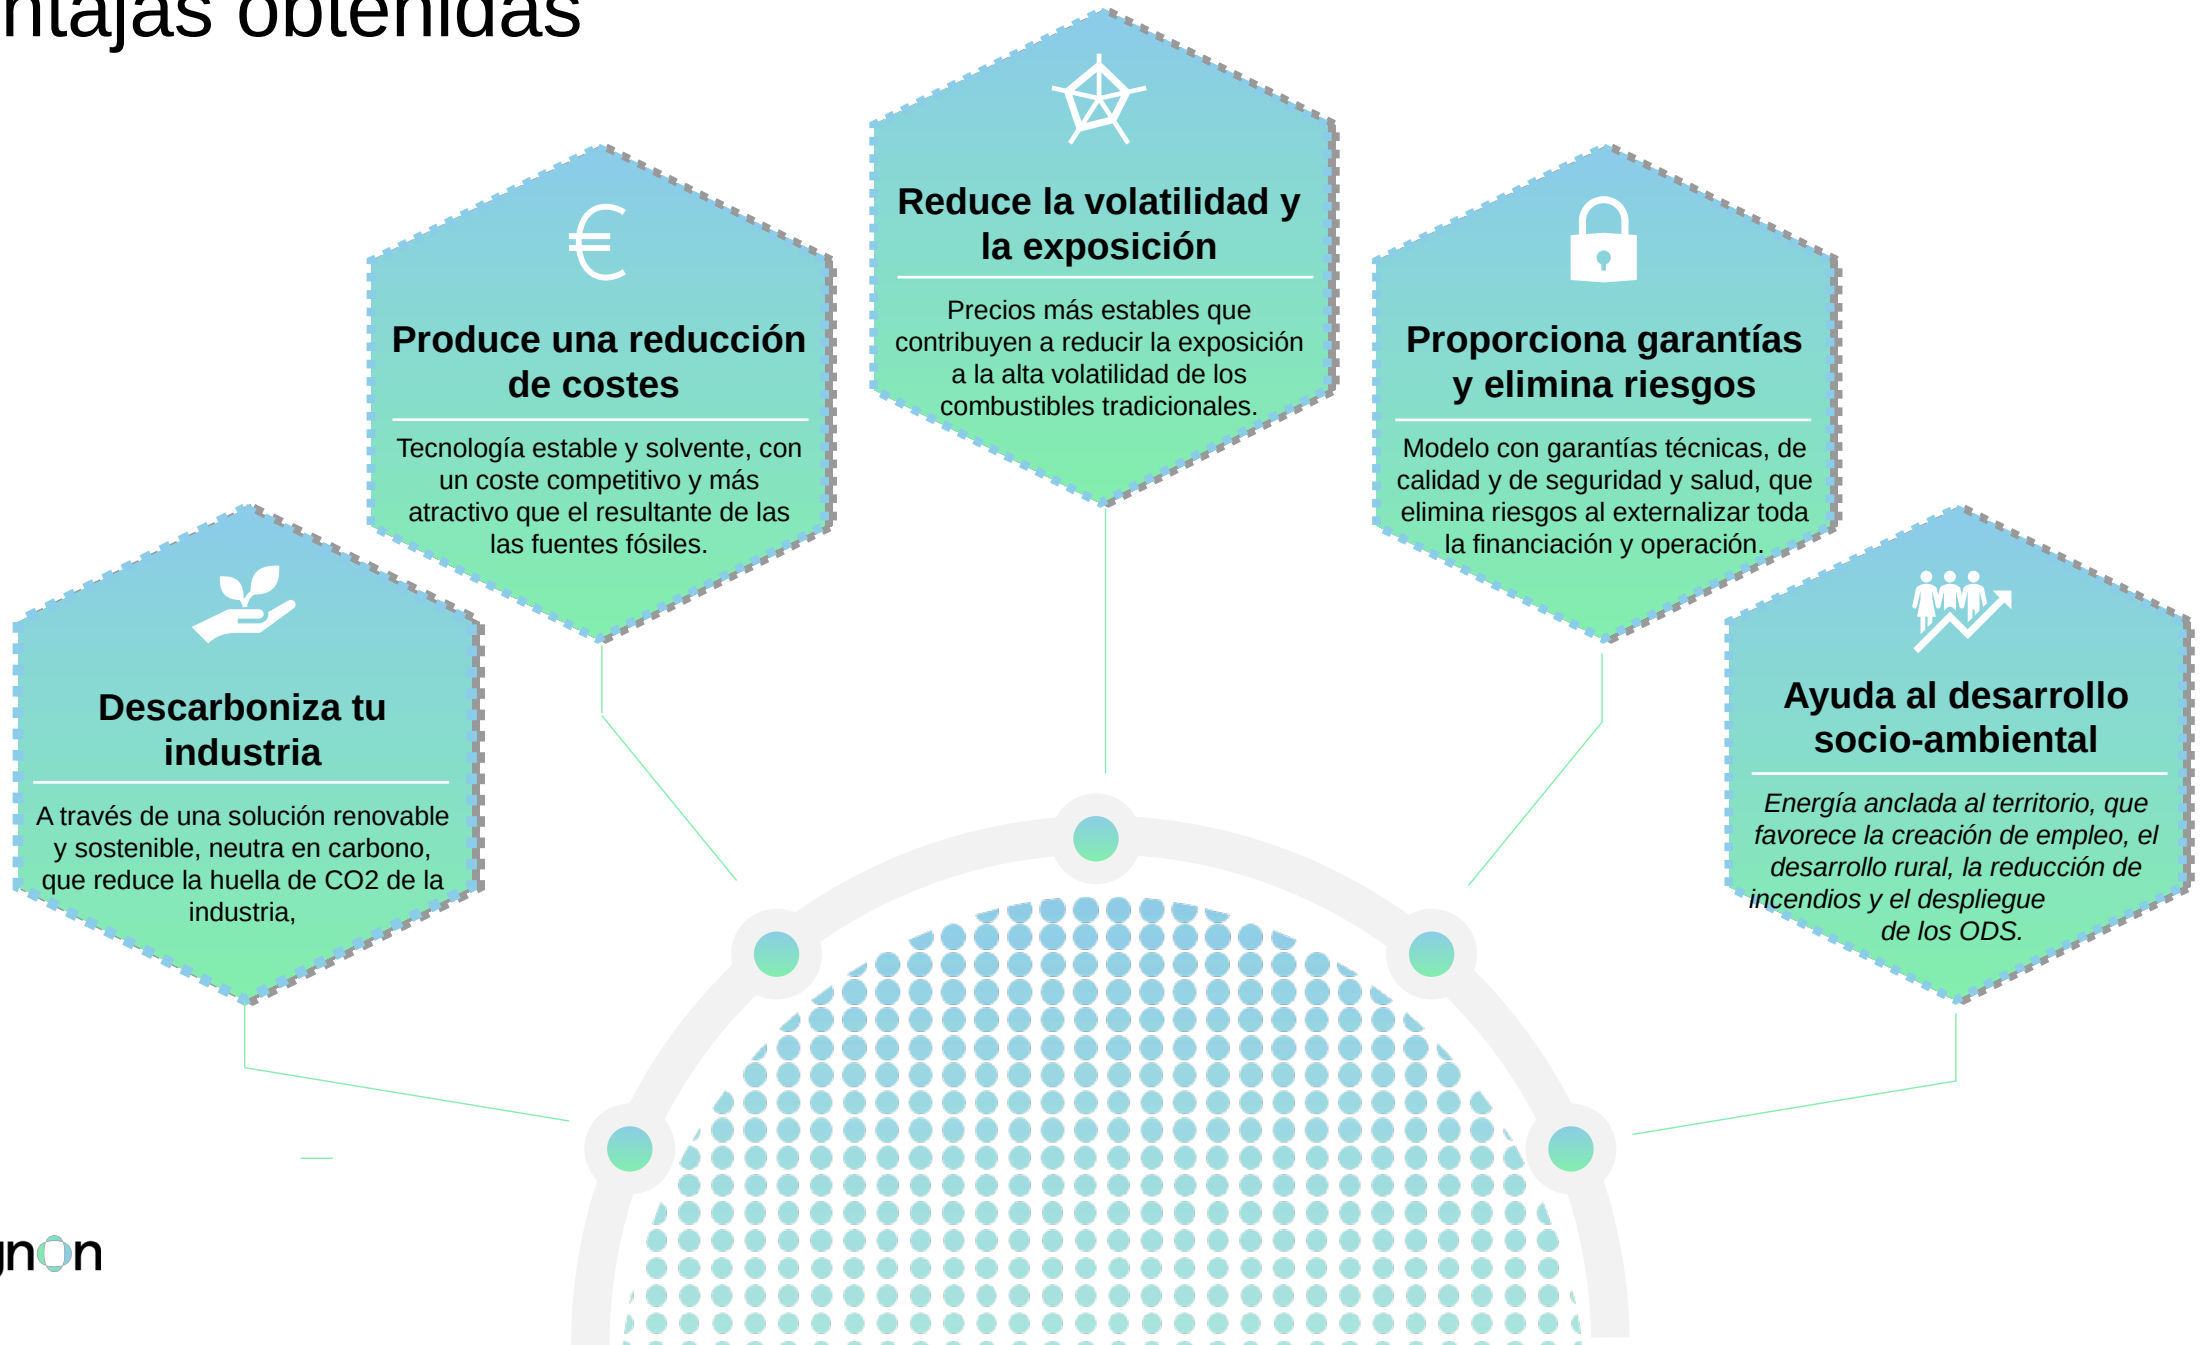 ntajas obtenidas
Descarboniza tu
industria
A través de una solución renovable
y sostenible, neutra en carbono,
que reduce la huella de CO2 de la
industria,
€
Produce una reducción
de costes
Tecnología estable y solvente, con
un coste competitivo y más
atractivo que el resultante de las
las fuentes fósiles.
Reduce la volatilidad y
la exposición
Precios más estables que
contribuyen a reducir la exposición
a la alta volatilidad de los
combustibles tradicionales.
Proporciona garantías
y elimina riesgos
Modelo con garantías técnicas, de
calidad y de seguridad y salud, que
elimina riesgos al externalizar toda
la financiación y operación.
Ayuda al desarrollo
socio-ambiental
Energía anclada al territorio, que
favorece la creación de empleo, el
desarrollo rural, la reducción de
incendios y el despliegue
de los ODS.
gnon